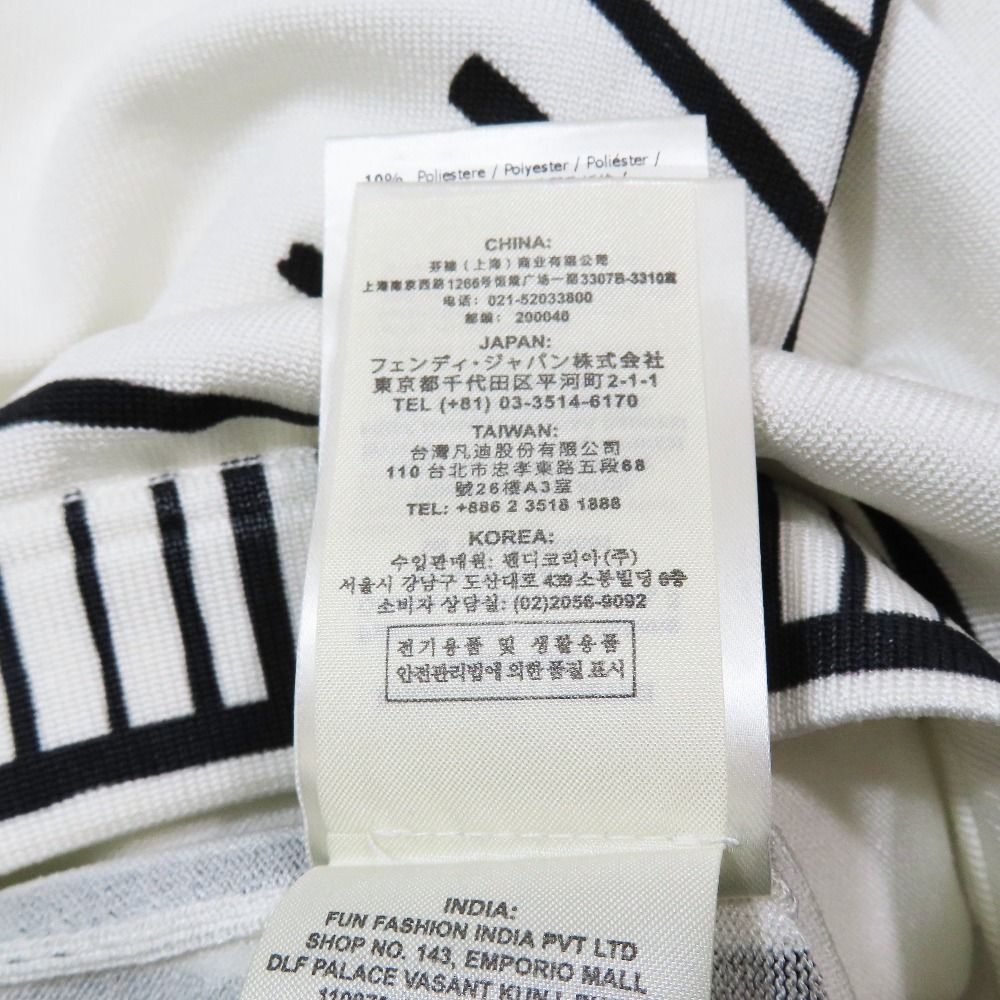 10% Poliestere / Polyester / Poliéster /
CHINA:
芬迪（上海）商业有限公司
上海南京西路1266号恒隆广场一期3307B-3310室
电话: 021-52033800
邮编: 200040
JAPAN:
フェンディ・ジャパン株式会社
東京都千代田区平河町2-1-1
TEL (+81) 03-3514-6170
TAIWAN:
台灣凡迪股份有限公司
110 台北市忠孝東路五段68
號26樓A3室
TEL: +886 2 3518 1888
KOREA:
수입판매원: 펜디코리아(주)
서울시 강남구 도산대로 439 소봉빌딩 6층
소비자 상담실: (02)2056-9092
전기용품 및 생활용품
안전관리법에 의한 품질 표시
INDIA:
FUN FASHION INDIA PVT LTD
SHOP NO. 143, EMPORIO MALL
DLF PALACE VASANT KUNJ